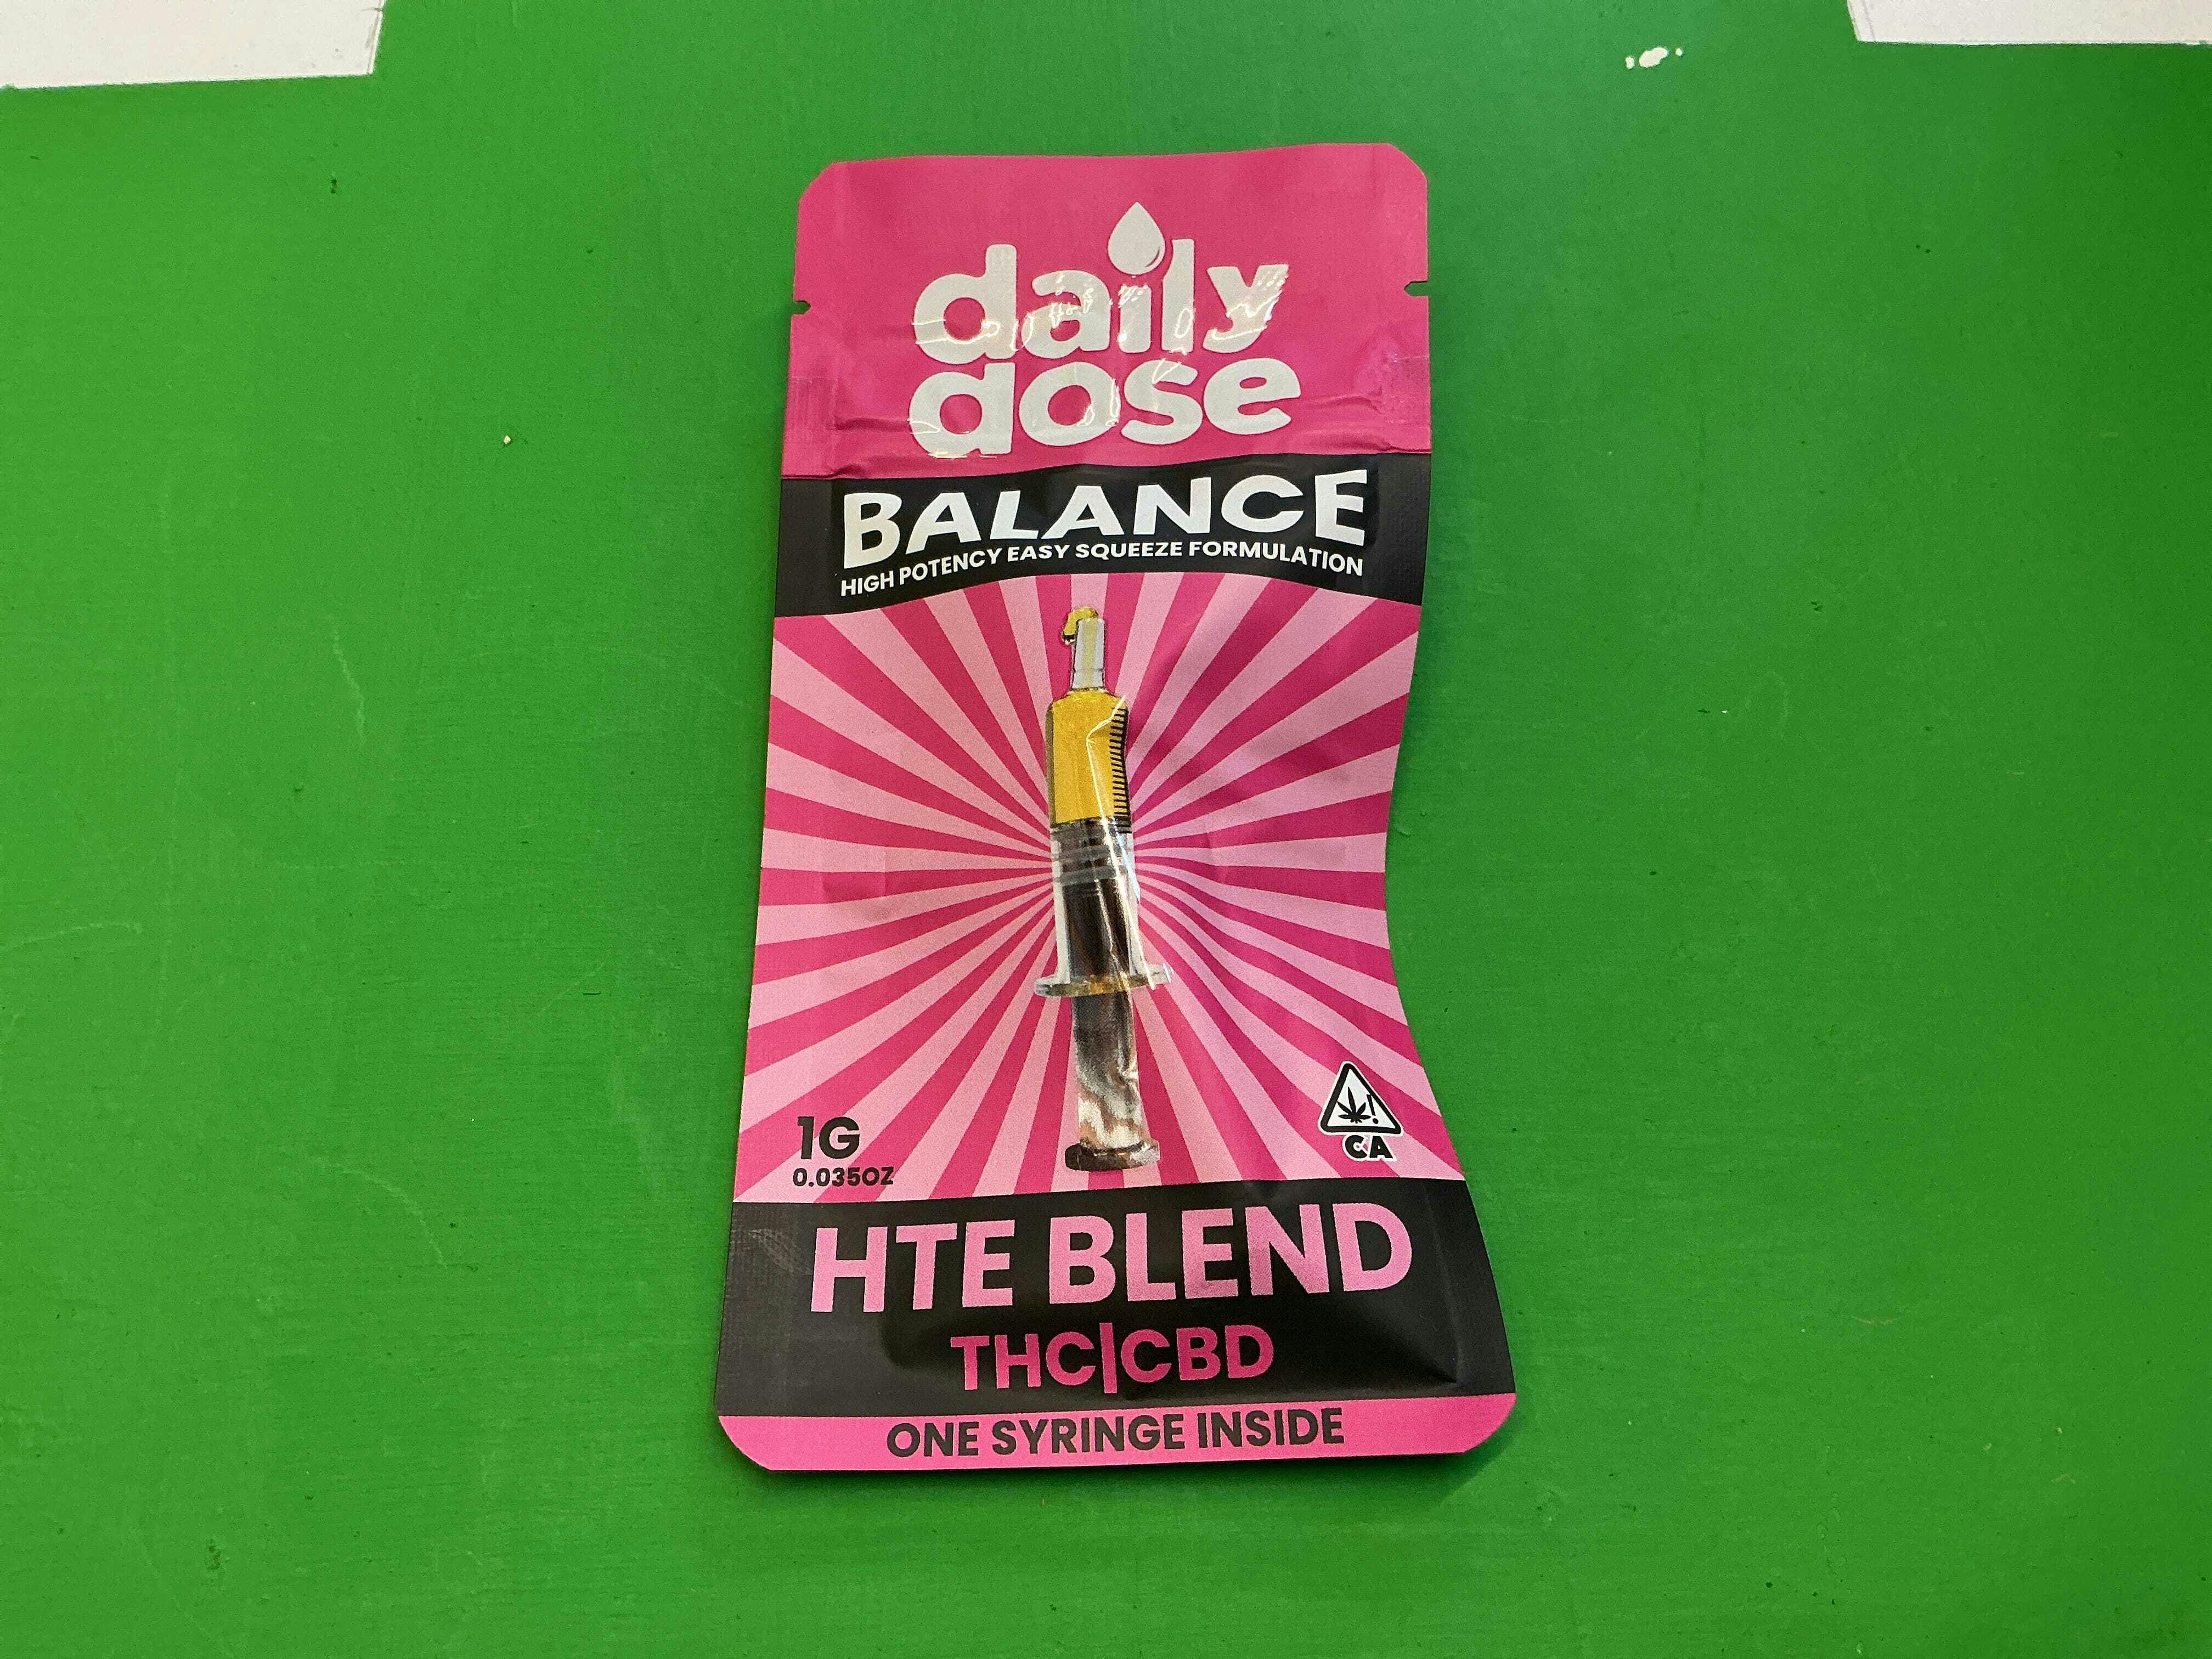 daily
dose
BALANCE
HIGH POTENCY EASY SQUEEZE FORMULATION
1G
0.035OZ
!
CA
HTE BLEND
THC|CBD
ONE SYRINGE INSIDE